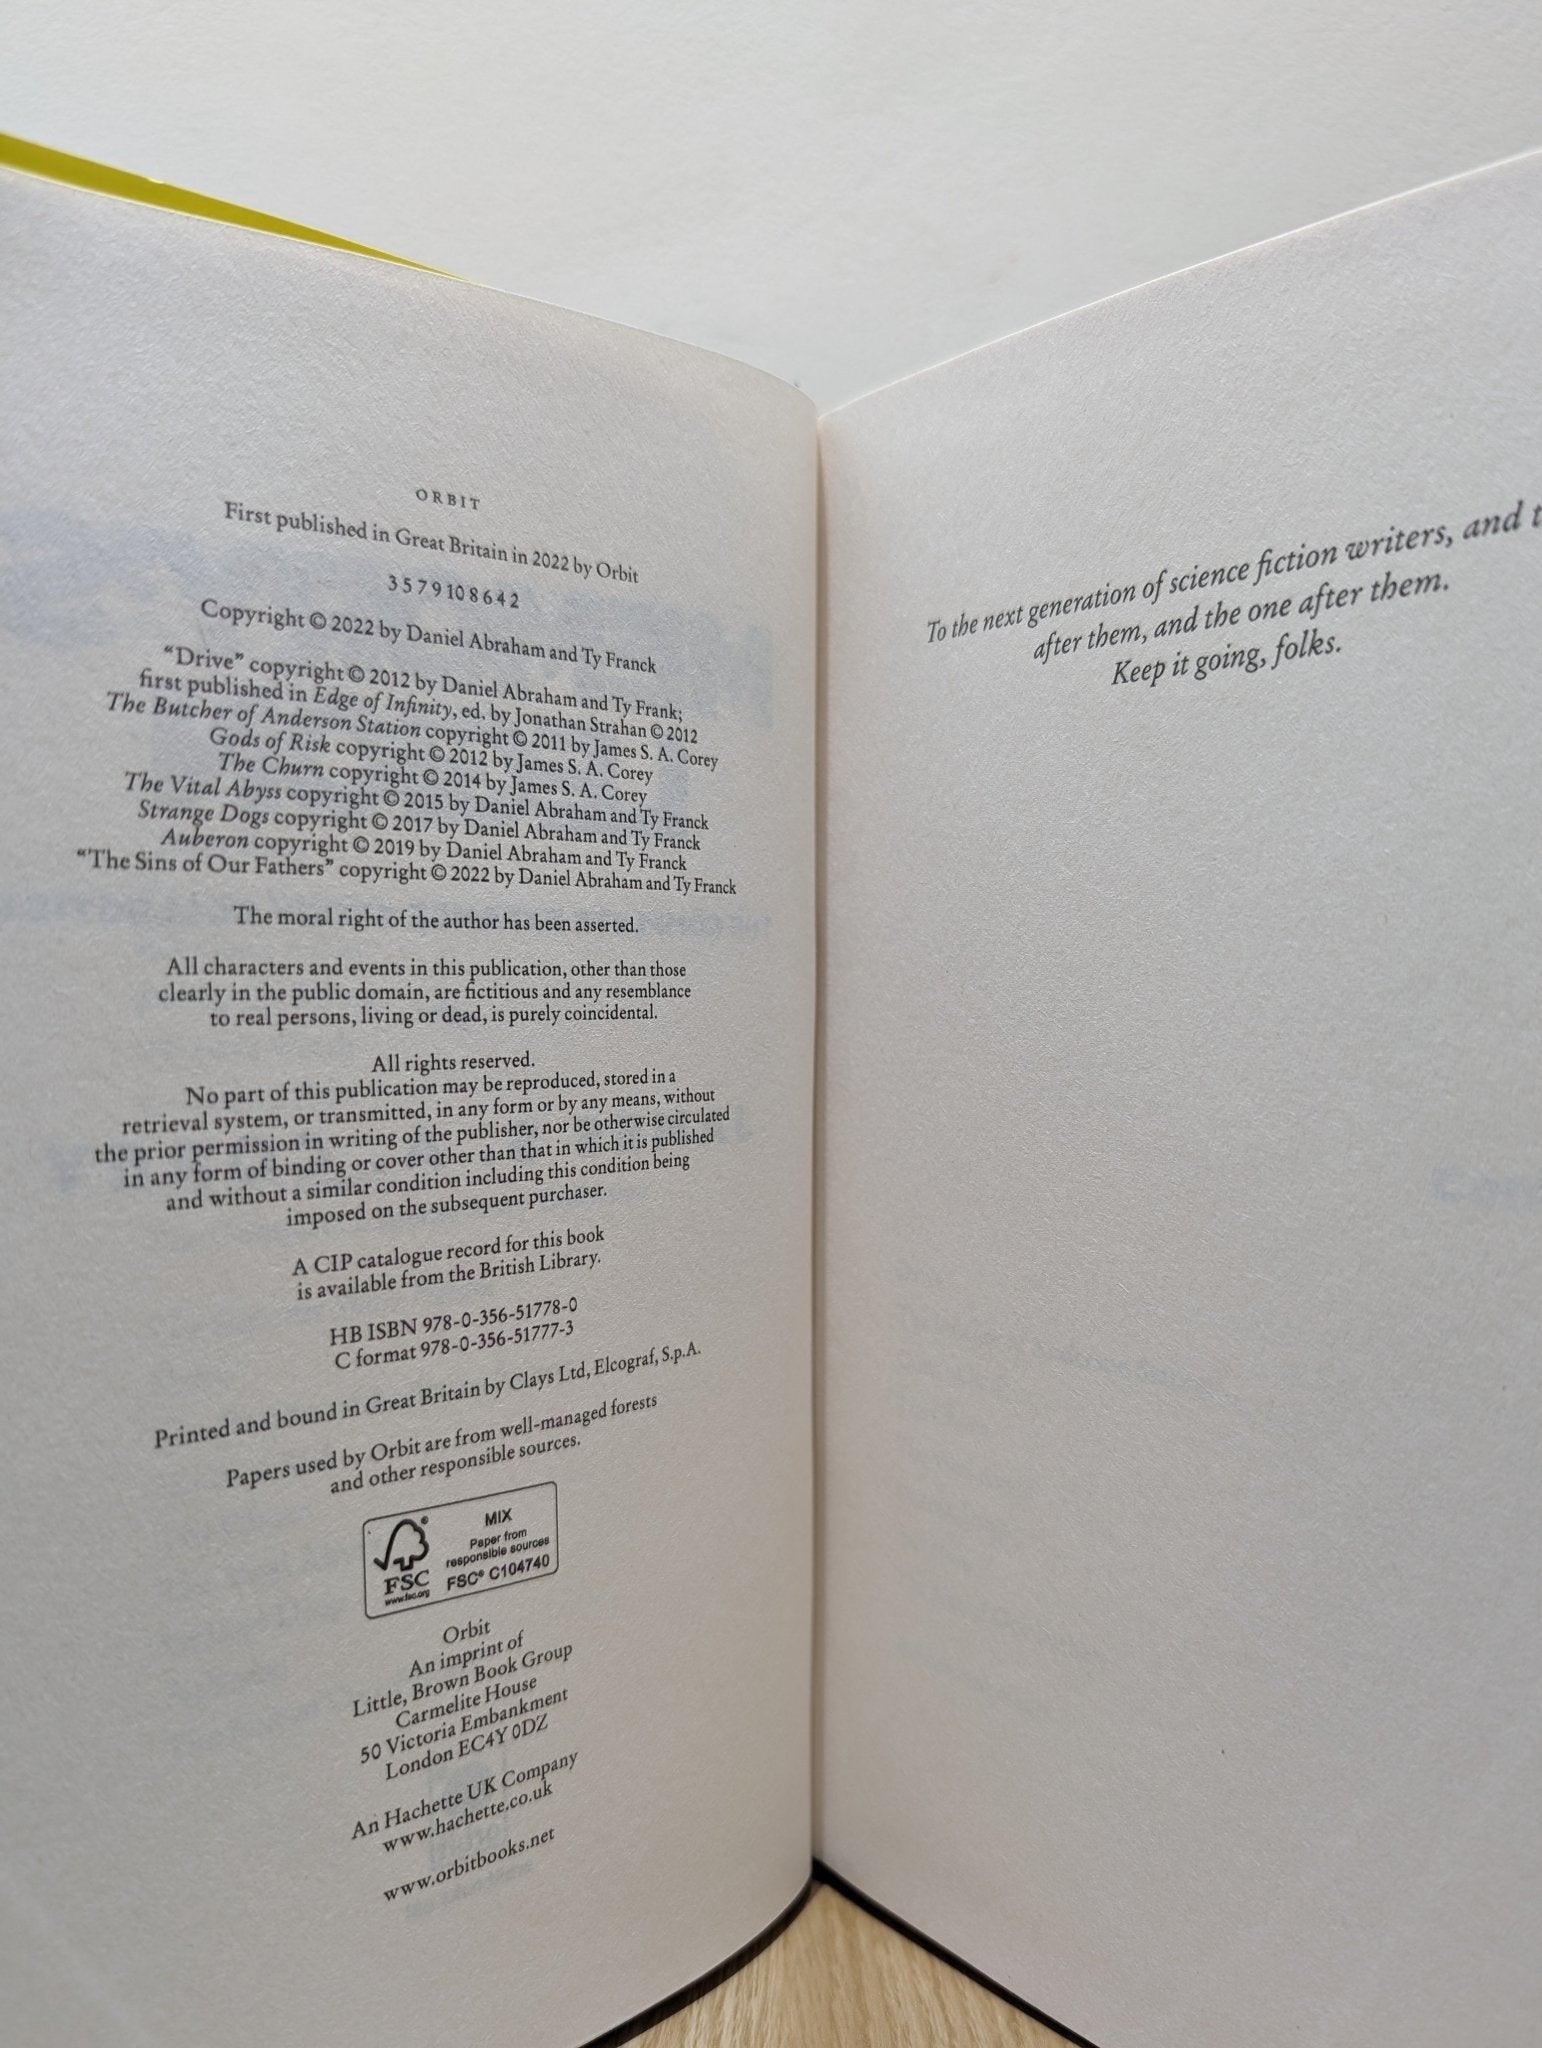 ORBIT
First published in Great Britain in 2022 by Orbit
3 5 7 9 10 8 6 4 2
Copyright © 2022 by Daniel Abraham and Ty Franck
“Drive” copyright © 2012 by Daniel Abraham and Ty Frank;
first published in Edge of Infinity, ed. by Jonathan Strahan © 2012
The Butcher of Anderson Station copyright © 2011 by James S. A. Corey
Gods of Risk copyright © 2012 by James S. A. Corey
The Churn copyright © 2014 by James S. A. Corey
The Vital Abyss copyright © 2015 by Daniel Abraham and Ty Franck
Strange Dogs copyright © 2017 by Daniel Abraham and Ty Franck
Auberon copyright © 2019 by Daniel Abraham and Ty Franck
“The Sins of Our Fathers” copyright © 2022 by Daniel Abraham and Ty Franck
The moral right of the author has been asserted.
All characters and events in this publication, other than those
clearly in the public domain, are fictitious and any resemblance
to real persons, living or dead, is purely coincidental.
All rights reserved.
No part of this publication may be reproduced, stored in a
retrieval system, or transmitted, in any form or by any means, without
the prior permission in writing of the publisher, nor be otherwise circulated
in any form of binding or cover other than that in which it is published
and without a similar condition including this condition being
imposed on the subsequent purchaser.
A CIP catalogue record for this book
is available from the British Library.
HB ISBN 978-0-356-51778-0
C format 978-0-356-51777-3
Printed and bound in Great Britain by Clays Ltd, Elcograf, S.p.A.
Papers used by Orbit are from well-managed forests
and other responsible sources.
FSC
www.fsc.org
MIX
Paper from
responsible sources
FSC® C104740
Orbit
An imprint of
Little, Brown Book Group
Carmelite House
50 Victoria Embankment
London EC4Y 0DZ
An Hachette UK Company
www.hachette.co.uk
www.orbitbooks.net
To the next generation of science fiction writers, and
after them, and the one after them.
Keep it going, folks.